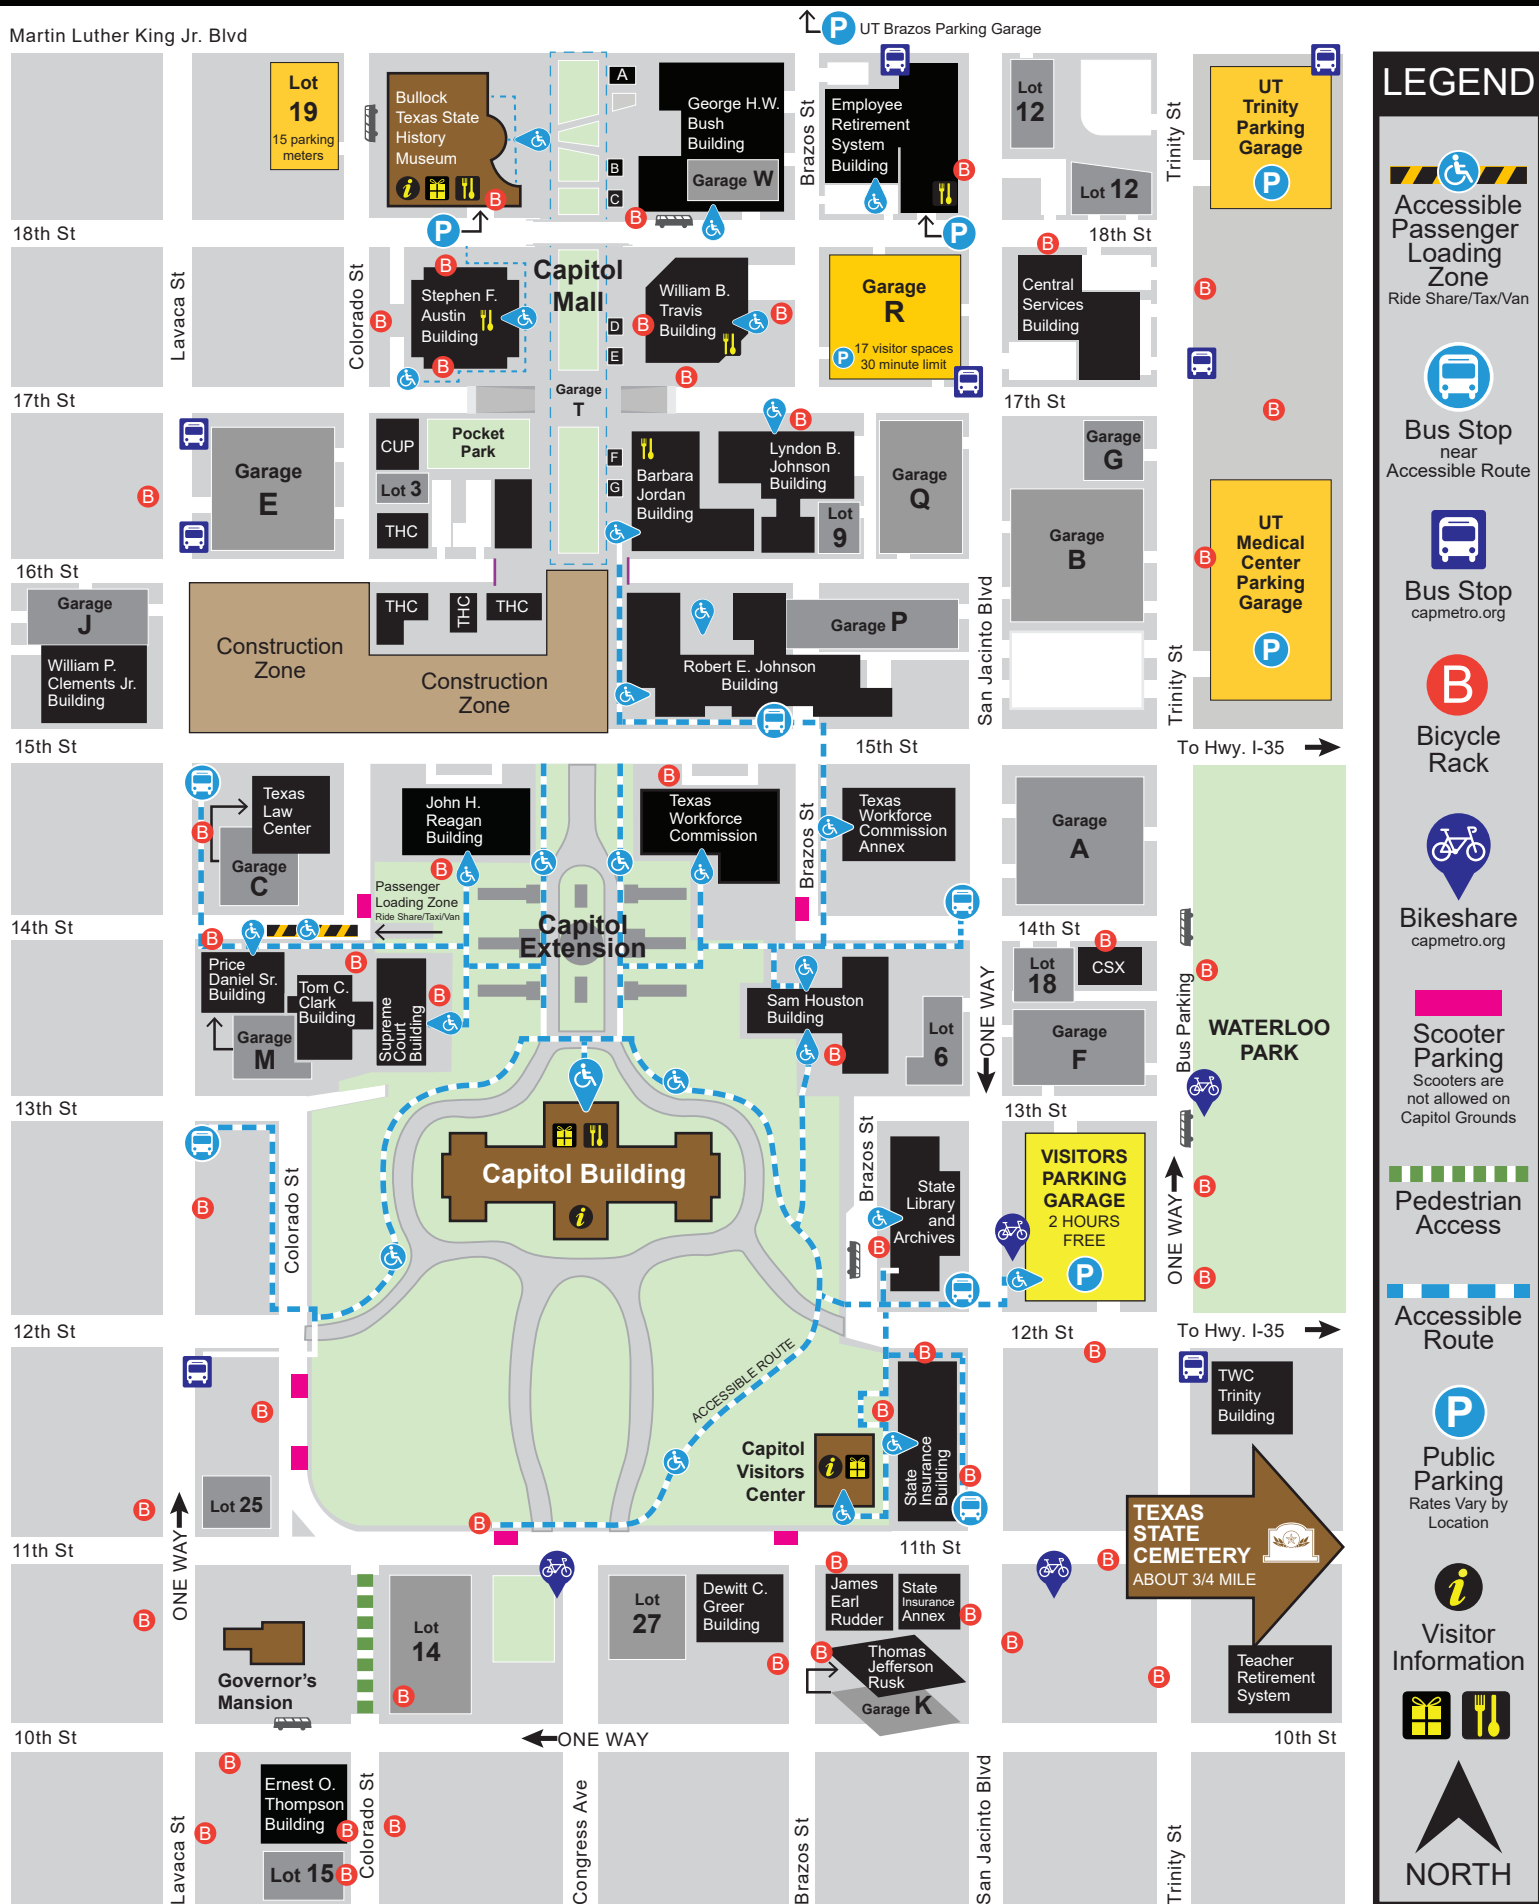 Martin Luther King Jr. Blvd
P UT Brazos Parking Garage
Lot
19
15 parking
meters
Bullock
Texas State
History
Museum
i
B
P
A
B
C
George H.W.
Bush
Building
Garage W
B
Brazos St
Employee
Retirement
System
Building
B
P
Lot
12
Lot 12
Trinity St
UT
Trinity
Parking
Garage
P
18th St
18th St
Lavaca St
Colorado St
B
Stephen F.
Austin
Building
B
B
Capitol
Mall
D
E
William B.
Travis
Building
B
B
B
Garage
R
P 17 visitor spaces
30 minute limit
B
Central
Services
Building
B
Garage
T
17th St
17th St
B
B
Garage
E
CUP
Pocket
Park
Lot 3
THC
F
G
Barbara
Jordan
Building
B
Lyndon B.
Johnson
Building
Lot
9
Garage
Q
Garage
G
Garage
B
B
UT
Medical
Center
Parking
Garage
P
16th St
Garage
J
William P.
Clements Jr.
Building
Construction
Zone
THC
THC
THC
Construction
Zone
Garage P
Robert E. Johnson
Building
San Jacinto Blvd
Trinity St
15th St
15th St
To Hwy. I-35
B
Texas
Law
Center
Garage
C
John H.
Reagan
Building
B
B
Texas
Workforce
Commission
Brazos St
Texas
Workforce
Commission
Annex
Garage
A
Passenger
Loading Zone
Ride Share/Taxi/Van
14th St
14th St
Capitol
Extension
B
Price
Daniel Sr.
Building
B
Tom C.
Clark
Building
Garage
M
Supreme
Court
Building
B
Sam Houston
Building
B
Lot
6
ONE WAY
Lot
18
B
CSX
Garage
F
Bus Parking
B
WATERLOO
PARK
13th St
13th St
B
Colorado St
Capitol Building
i
Brazos St
State
Library
and
Archives
B
VISITORS
PARKING
GARAGE
2 HOURS
FREE
P
ONE WAY
B
B
12th St
12th St
To Hwy. I-35
B
B
ACCESSIBLE ROUTE
Capitol
Visitors
Center
i
B
B
State
Insurance
Building
B
TWC
Trinity
Building
Lot 25
B
ONE WAY
B
TEXAS
STATE
CEMETERY
ABOUT 3/4 MILE
11th St
11th St
B
B
Governor's
Mansion
Lot
14
B
Lot
27
Dewitt C.
Greer
Building
B
B
James
Earl
Rudder
State
Insurance
Annex
B
B
Thomas
Jefferson
Rusk
Garage K
B
B
Teacher
Retirement
System
10th St
ONE WAY
10th St
B
B
Ernest O.
Thompson
Building
B
Lot 15
B
B
Lavaca St
Colorado St
Congress Ave
Brazos St
San Jacinto Blvd
Trinity St
LEGEND
Accessible
Passenger
Loading
Zone
Ride Share/Tax/Van
Bus Stop
near
Accessible Route
Bus Stop
capmetro.org
B
Bicycle
Rack
Bikeshare
capmetro.org
Scooter
Parking
Scooters are
not allowed on
Capitol Grounds
Pedestrian
Access
Accessible
Route
P
Public
Parking
Rates Vary by
Location
i
Visitor
Information
NORTH